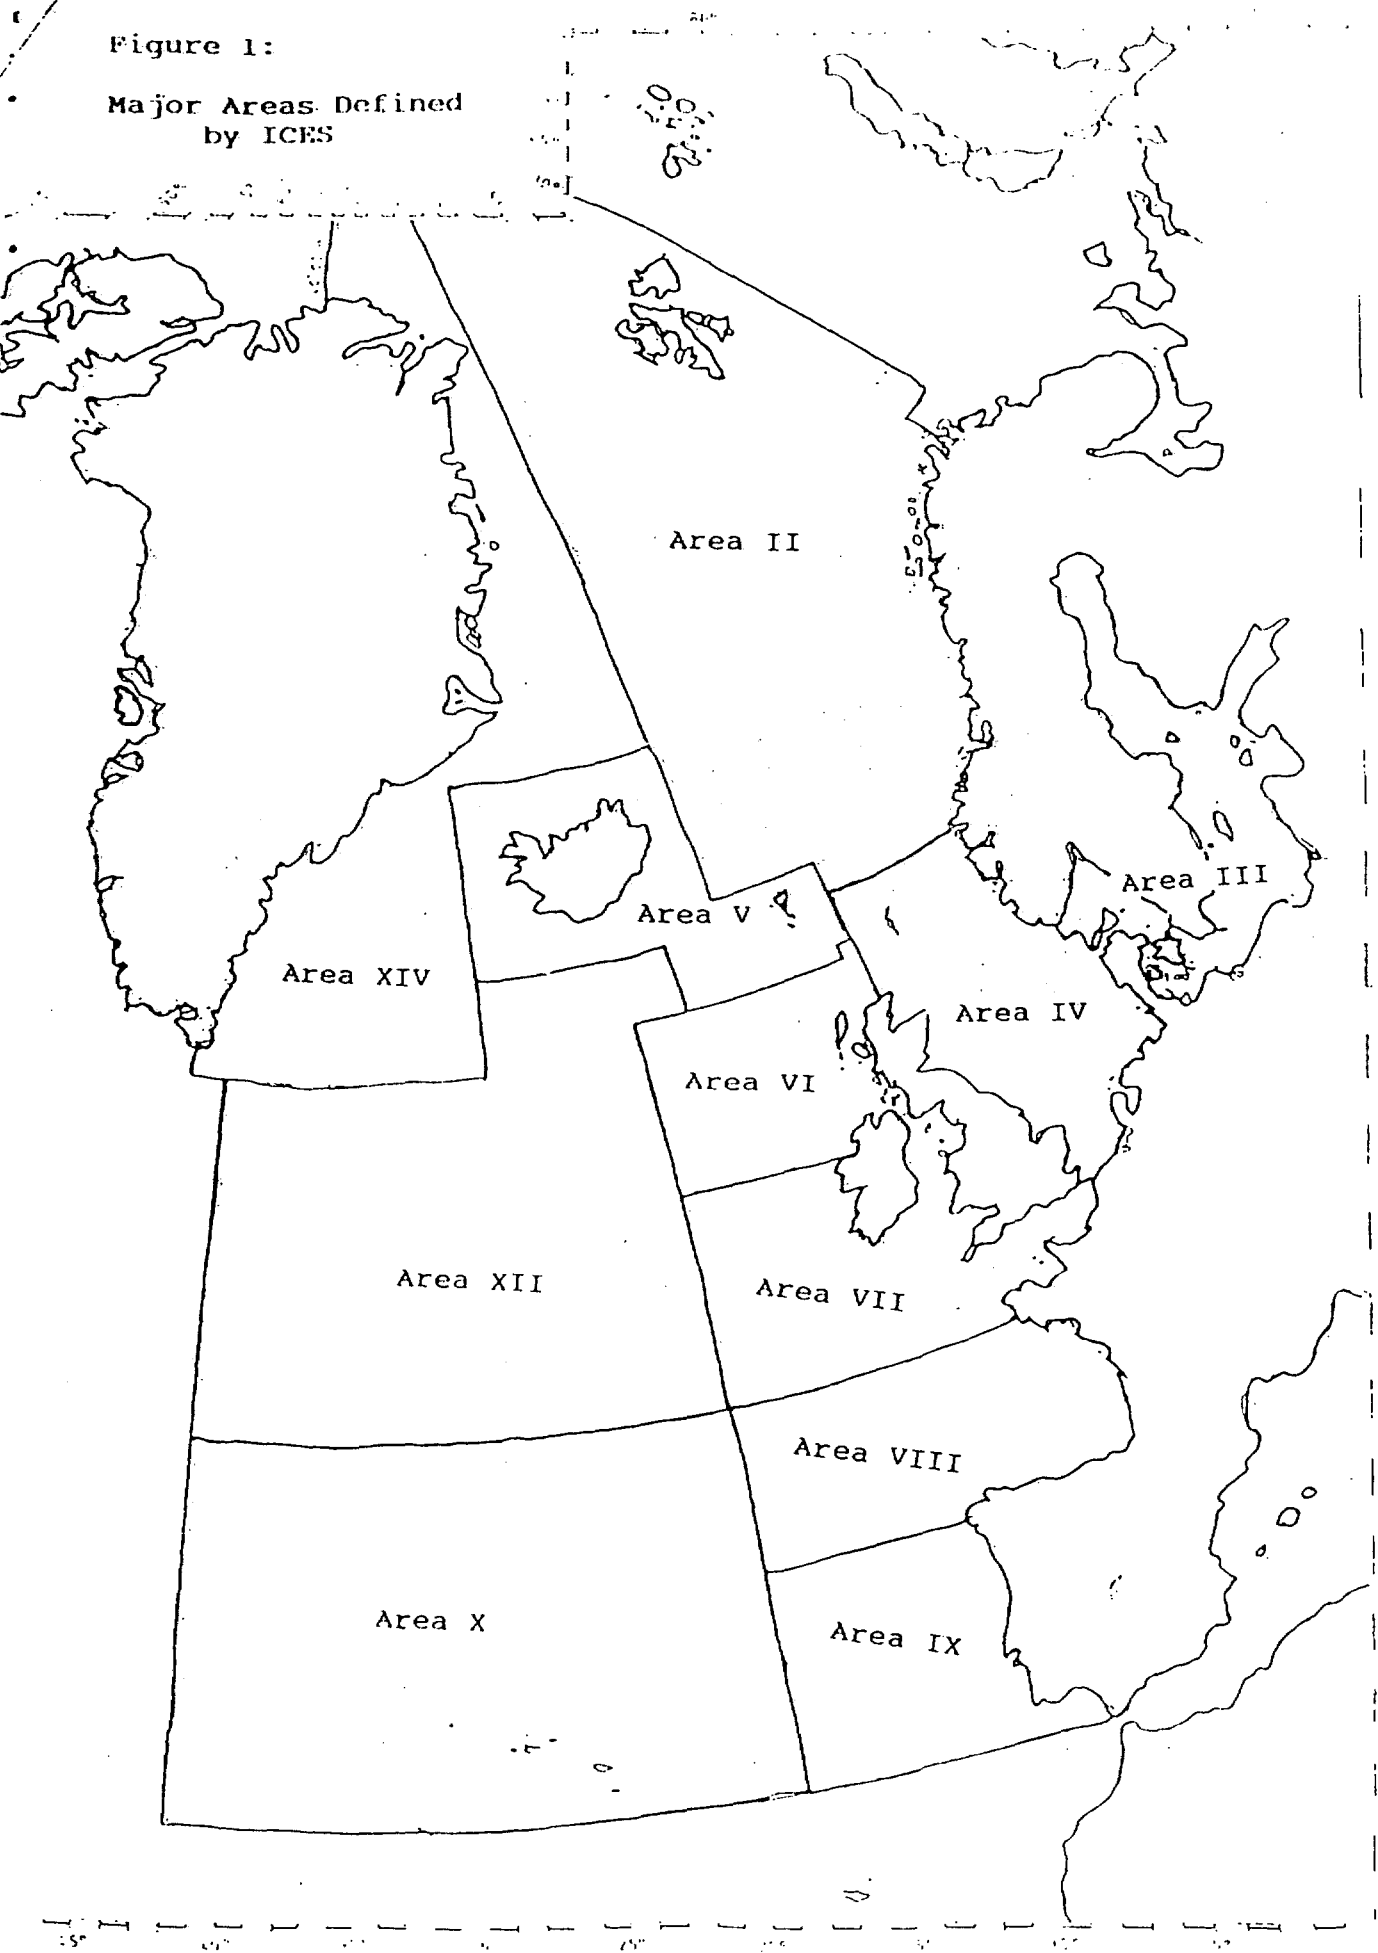 Figure 1:
Major Areas Defined
by ICES
Area II
Area III
Area V
Area XIV
Area IV
Area VI
Area XII
Area VII
Area VIII
Area X
Area IX